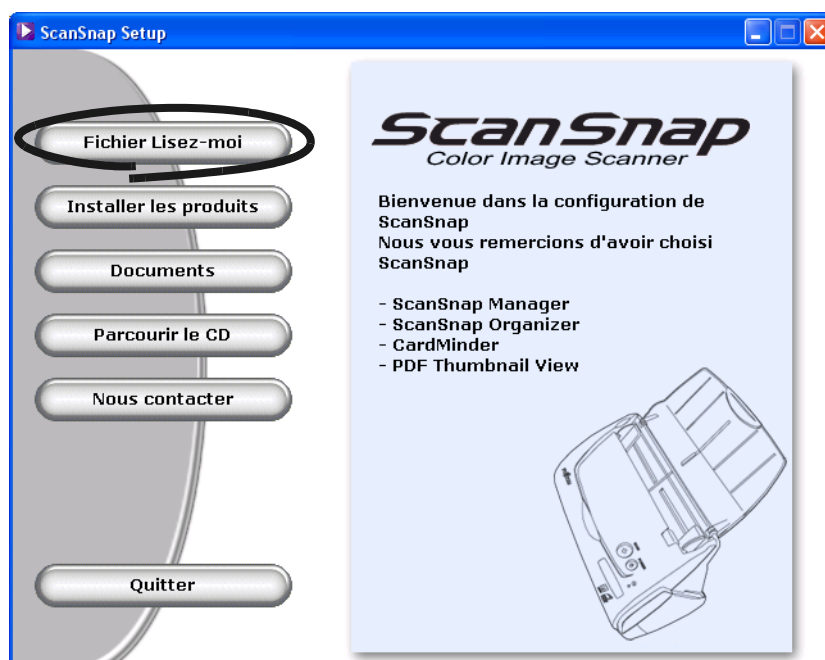 ScanSnap Setup
Fichier Lisez-moi
Installer les produits
Documents
Parcourir le CD
Nous contacter
Quitter
ScanSnap
Color Image Scanner
Bienvenue dans la configuration de
ScanSnap
Nous vous remercions d'avoir choisi
ScanSnap
- ScanSnap Manager
- ScanSnap Organizer
- CardMinder
- PDF Thumbnail View